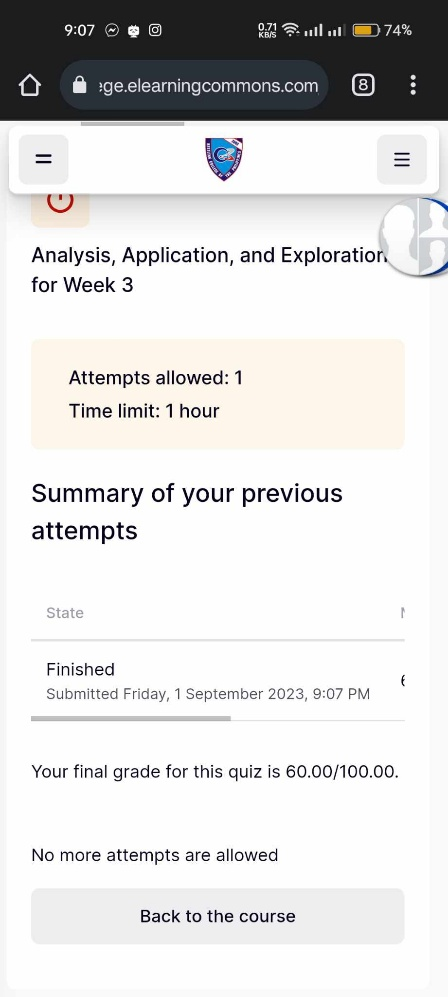 9:07
0.71
KB/S
74%
ege.elearningcommons.com
8
Analysis, Application, and Exploration
for Week 3
Attempts allowed: 1
Time limit: 1 hour
Summary of your previous
attempts
State
Finished
Submitted Friday, 1 September 2023, 9:07 PM
Your final grade for this quiz is 60.00/100.00.
No more attempts are allowed
Back to the course